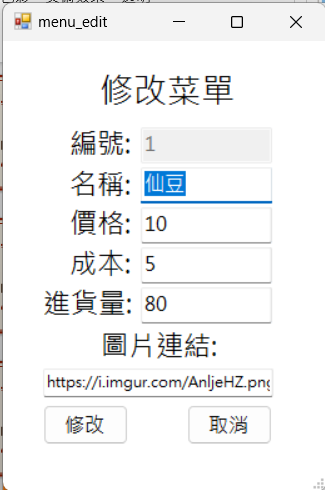 menu_edit
修改菜單
編號: 1
名稱: 仙豆
價格: 10
成本: 5
進貨量: 80
圖片連結:
https://i.imgur.com/AnljeHZ.png
修改 取消